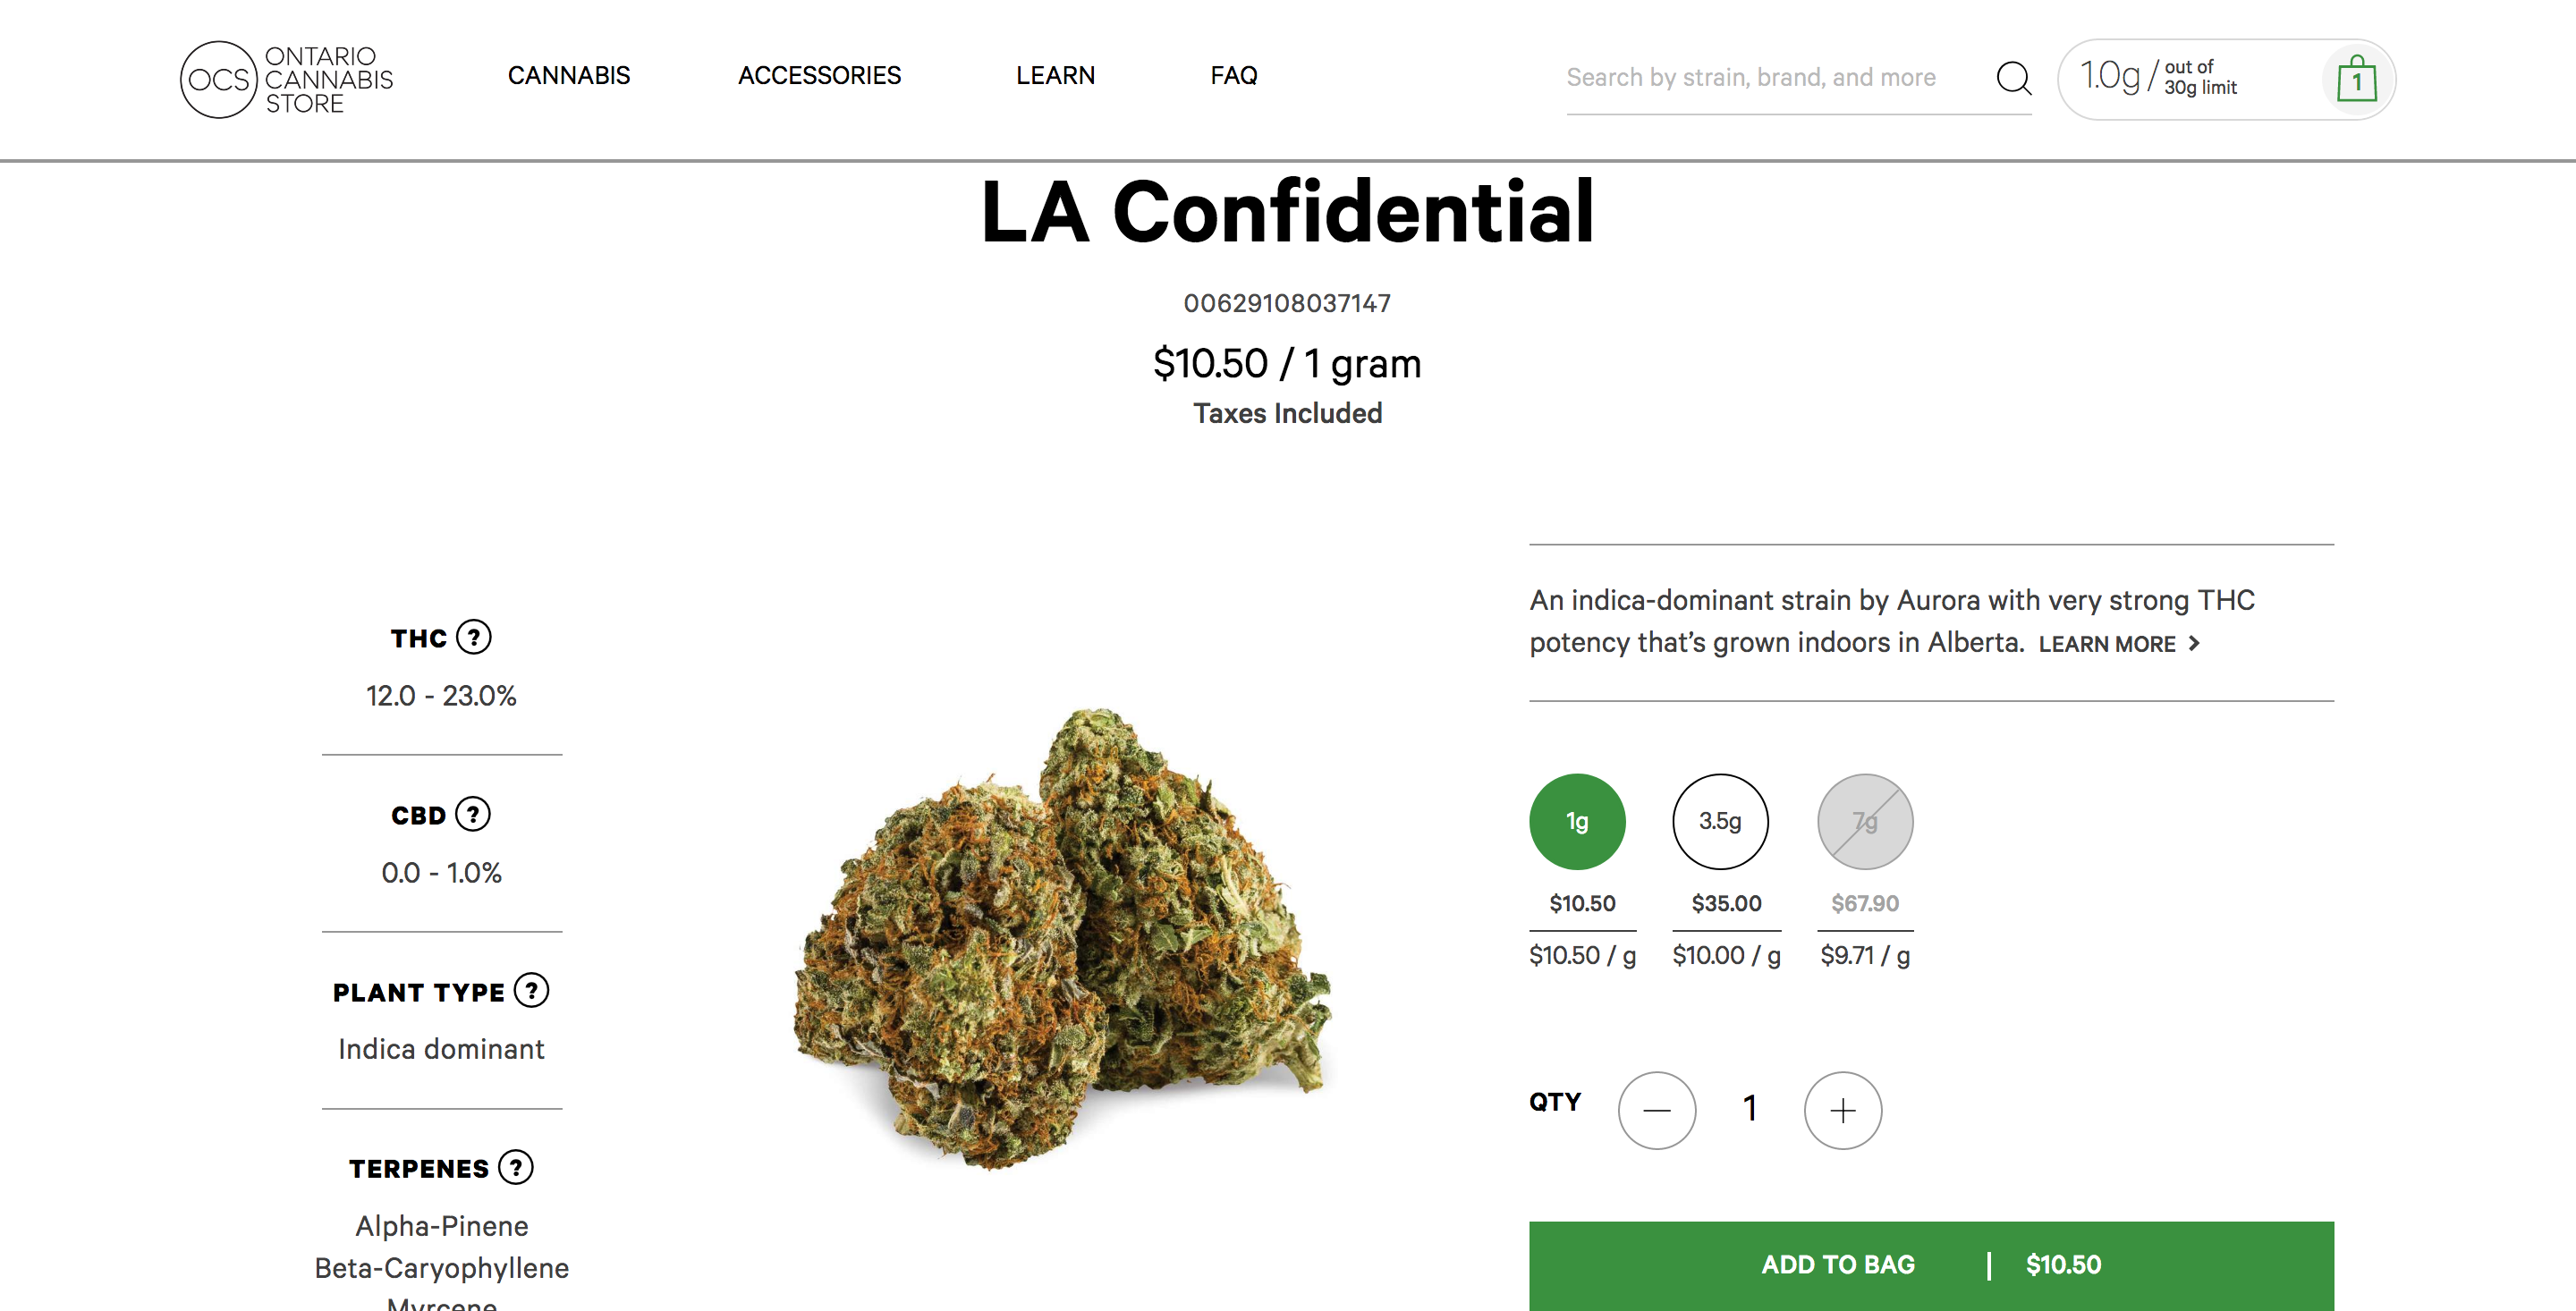 OCS
ONTARIO
CANNABIS
STORE
CANNABIS
ACCESSORIES
LEARN
FAQ
Search by strain, brand, and more
1.0g / out of
30g limit
1
LA Confidential
00629108037147
$10.50 / 1 gram
Taxes Included
THC ?
12.0 - 23.0%
CBD ?
0.0 - 1.0%
PLANT TYPE ?
Indica dominant
TERPENES ?
Alpha-Pinene
Beta-Caryophyllene
Myrcene
An indica-dominant strain by Aurora with very strong THC
potency that’s grown indoors in Alberta. LEARN MORE >
1g 3.5g 7g
$10.50 $35.00 $67.90
$10.50 / g $10.00 / g $9.71 / g
QTY — 1 +
ADD TO BAG | $10.50